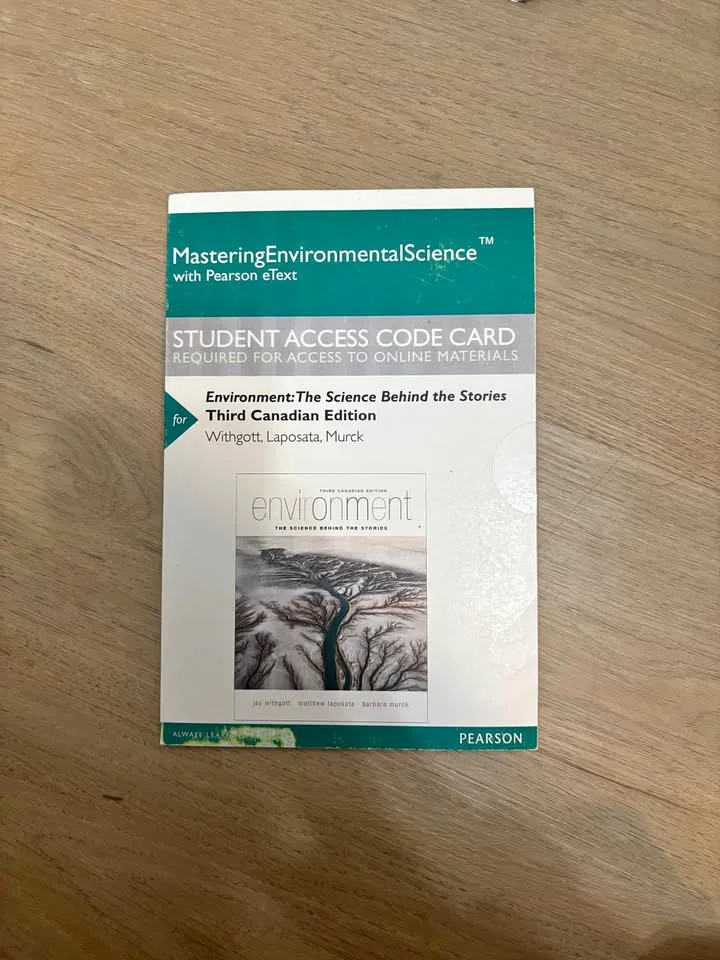 MasteringEnvironmentalScience™
with Pearson eText
STUDENT ACCESS CODE CARD
REQUIRED FOR ACCESS TO ONLINE MATERIALS
for
Environment: The Science Behind the Stories
Third Canadian Edition
Withgott, Laposata, Murck
THIRD CANADIAN EDITION
environment
THE SCIENCE BEHIND THE STORIES
jay withgott matthew laposata barbara murck
ALWAYS
PEARSON